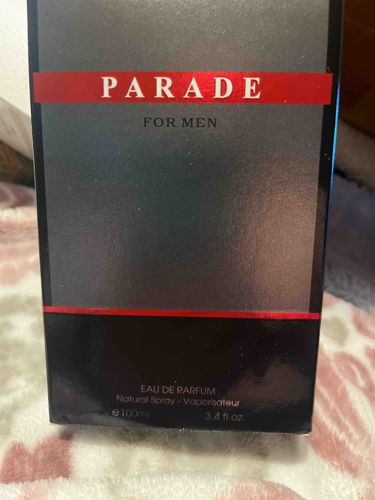 PARADE
FOR MEN
EAU DE PARFUM
Natural Spray - Vaporisateur
℮100ml 3.4 fl.oz.